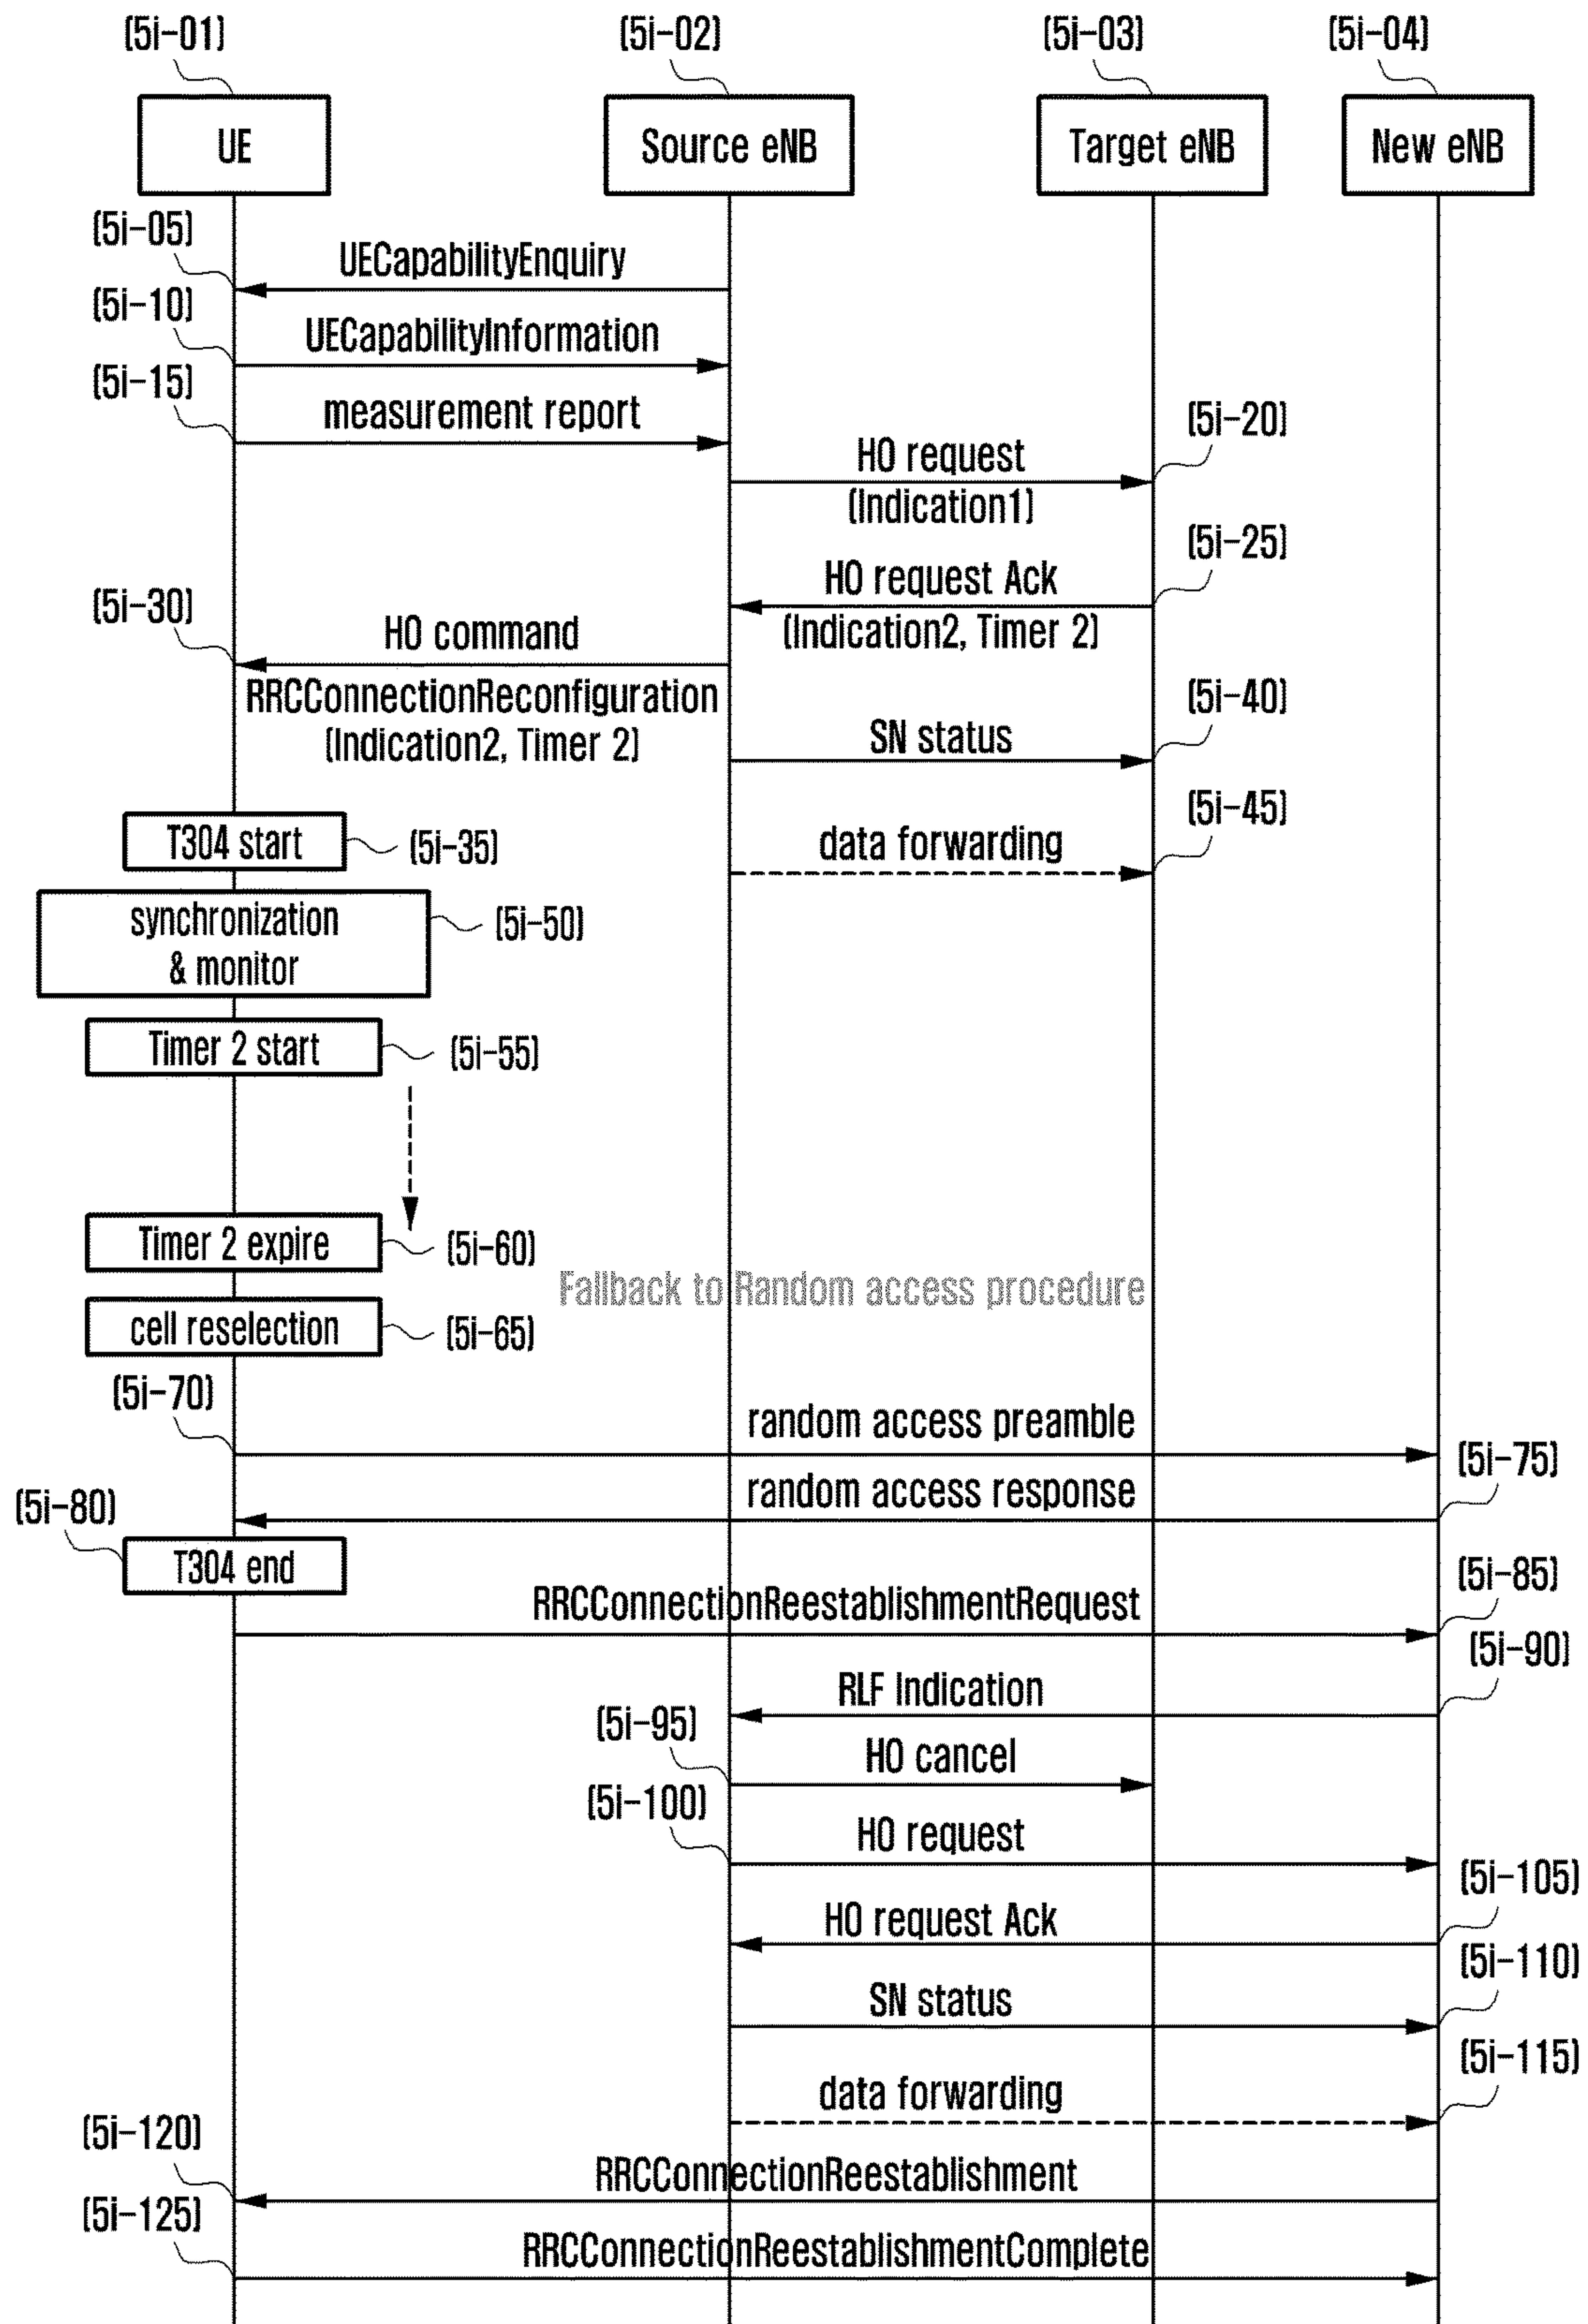 (5i-01)
(5i-02)
(5i-03)
(5i-04)
UE
Source eNB
Target eNB
New eNB
(5i-05)
UECapabilityEnquiry
(5i-10)
UECapabilityInformation
(5i-15)
measurement report
(5i-20)
HO request
(Indication1)
(5i-25)
HO request Ack
(Indication2, Timer 2)
(5i-30)
HO command
RRCConnectionReconfiguration
(Indication2, Timer 2)
(5i-40)
SN status
(5i-45)
data forwarding
T304 start
(5i-35)
synchronization
& monitor
(5i-50)
Timer 2 start
(5i-55)
Timer 2 expire
(5i-60)
Fallback to Random access procedure
cell reselection
(5i-65)
(5i-70)
random access preamble
(5i-75)
random access response
(5i-80)
T304 end
(5i-85)
RRCConnectionReestablishmentRequest
(5i-90)
RLF Indication
(5i-95)
HO cancel
(5i-100)
HO request
(5i-105)
HO request Ack
(5i-110)
SN status
(5i-115)
data forwarding
(5i-120)
RRCConnectionReestablishment
(5i-125)
RRCConnectionReestablishmentComplete